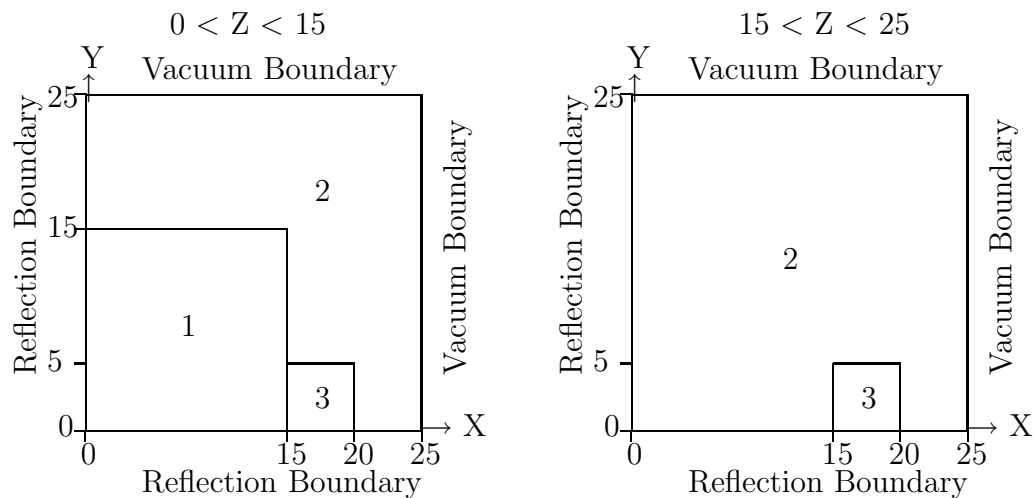 0 < Z < 15
Y
Vacuum Boundary
25
15
5
0
Reflection Boundary
2
1
3
Vacuum Boundary
X
0 15 20 25
Reflection Boundary
15 < Z < 25
Y
Vacuum Boundary
25
5
0
Reflection Boundary
2
3
Vacuum Boundary
X
0 15 20 25
Reflection Boundary